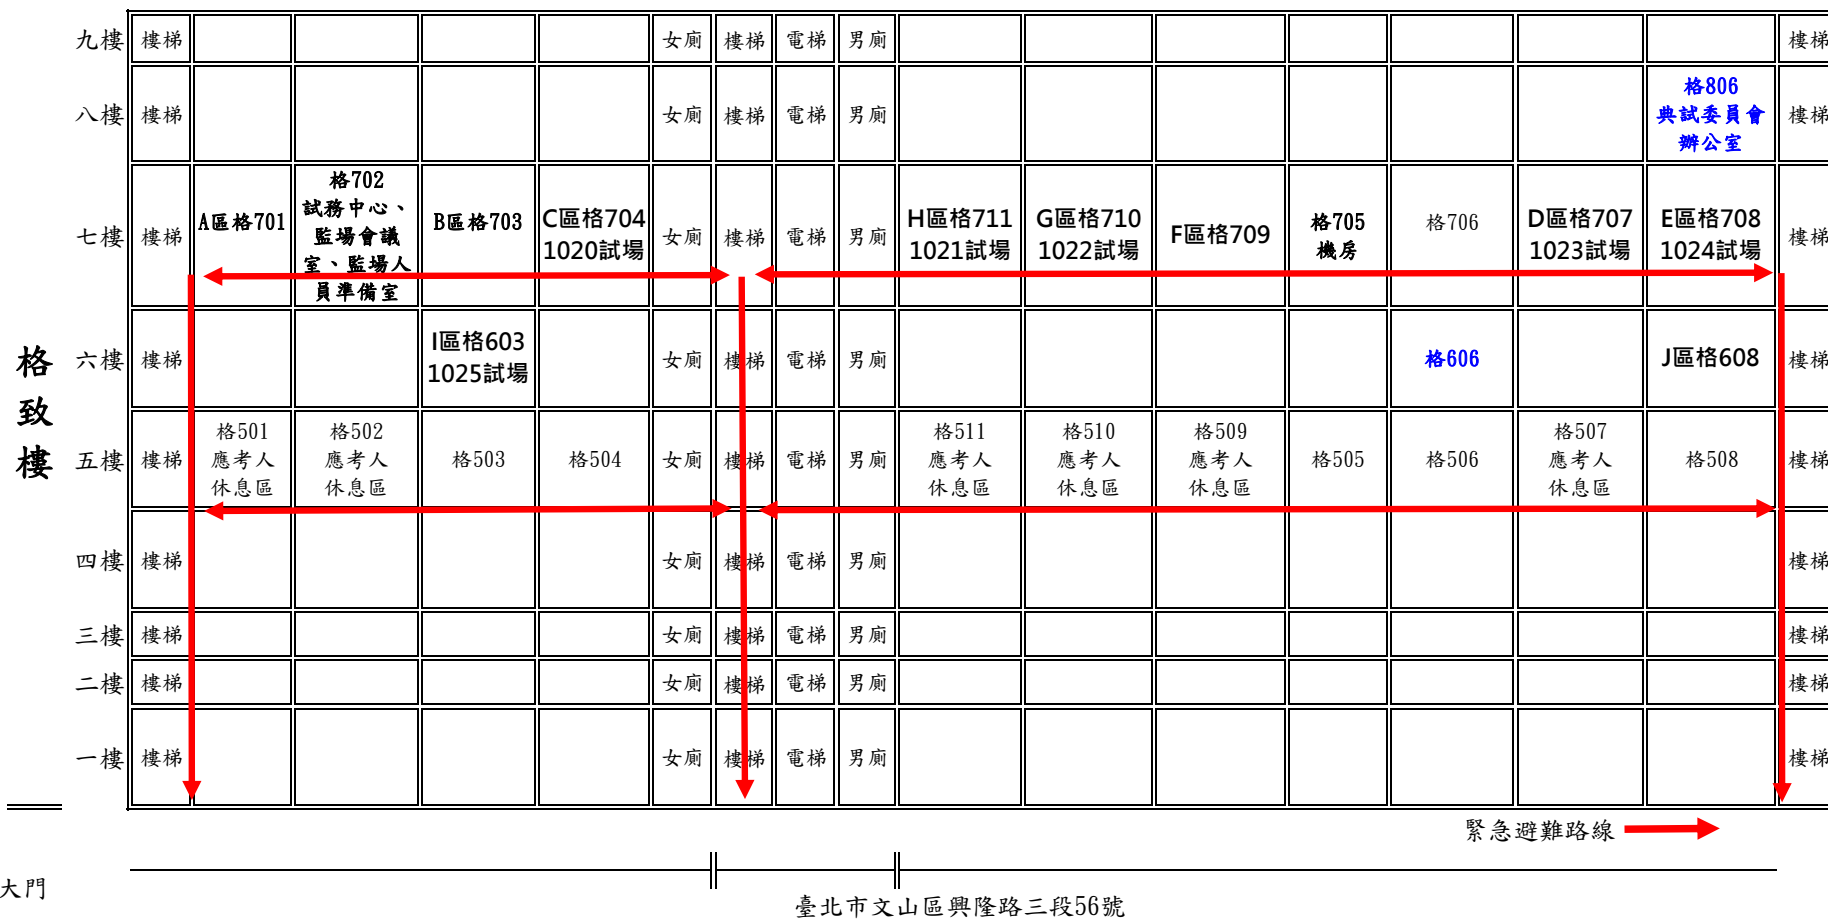 九樓 樓梯 女廁 樓梯 電梯 男廁 樓梯
八樓 樓梯 女廁 樓梯 電梯 男廁 格806 典試委員會 辦公室 樓梯
七樓 樓梯 A區格701 格702 試務中心、 監場會議 室、監場人 員準備室 B區格703 C區格704 1020試場 女廁 樓梯 電梯 男廁 H區格711 1021試場 G區格710 1022試場 F區格709 格705 機房 格706 D區格707 1023試場 E區格708 1024試場 樓梯
格致樓
六樓 樓梯 I區格603 1025試場 女廁 樓梯 電梯 男廁 格606 J區格608 樓梯
五樓 樓梯 格501 應考人 休息區 格502 應考人 休息區 格503 格504 女廁 樓梯 電梯 男廁 格511 應考人 休息區 格510 應考人 休息區 格509 應考人 休息區 格505 格506 格507 應考人 休息區 格508 樓梯
四樓 樓梯 女廁 樓梯 電梯 男廁 樓梯
三樓 樓梯 女廁 樓梯 電梯 男廁 樓梯
二樓 樓梯 女廁 樓梯 電梯 男廁 樓梯
一樓 樓梯 女廁 樓梯 電梯 男廁 樓梯
緊急避難路線
大門
臺北市文山區興隆路三段56號